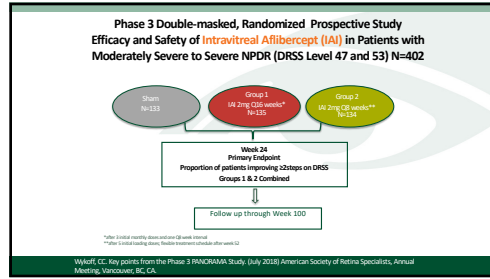 Phase 3 Double-masked, Randomized Prospective Study
Efficacy and Safety of Intravitreal Aflibercept (IAI) in Patients with
Moderately Severe to Severe NPDR (DRSS Level 47 and 53) N=402
Sham
N=133
Group 1
IAI 2mg Q16 weeks*
N=135
Group 2
IAI 2mg Q8 weeks**
N=134
Week 24
Primary Endpoint
Proportion of patients improving ≥2steps on DRSS
Groups 1 & 2 Combined
Follow up through Week 100
*after 3 initial monthly doses and one Q8 week interval
**after 5 initial loading doses, flexible treatment schedule after week 52
Wykoff, CC. Key points from the Phase 3 PANORAMA Study. (July 2018) American Society of Retina Specialists, Annual
Meeting, Vancouver, BC, CA.